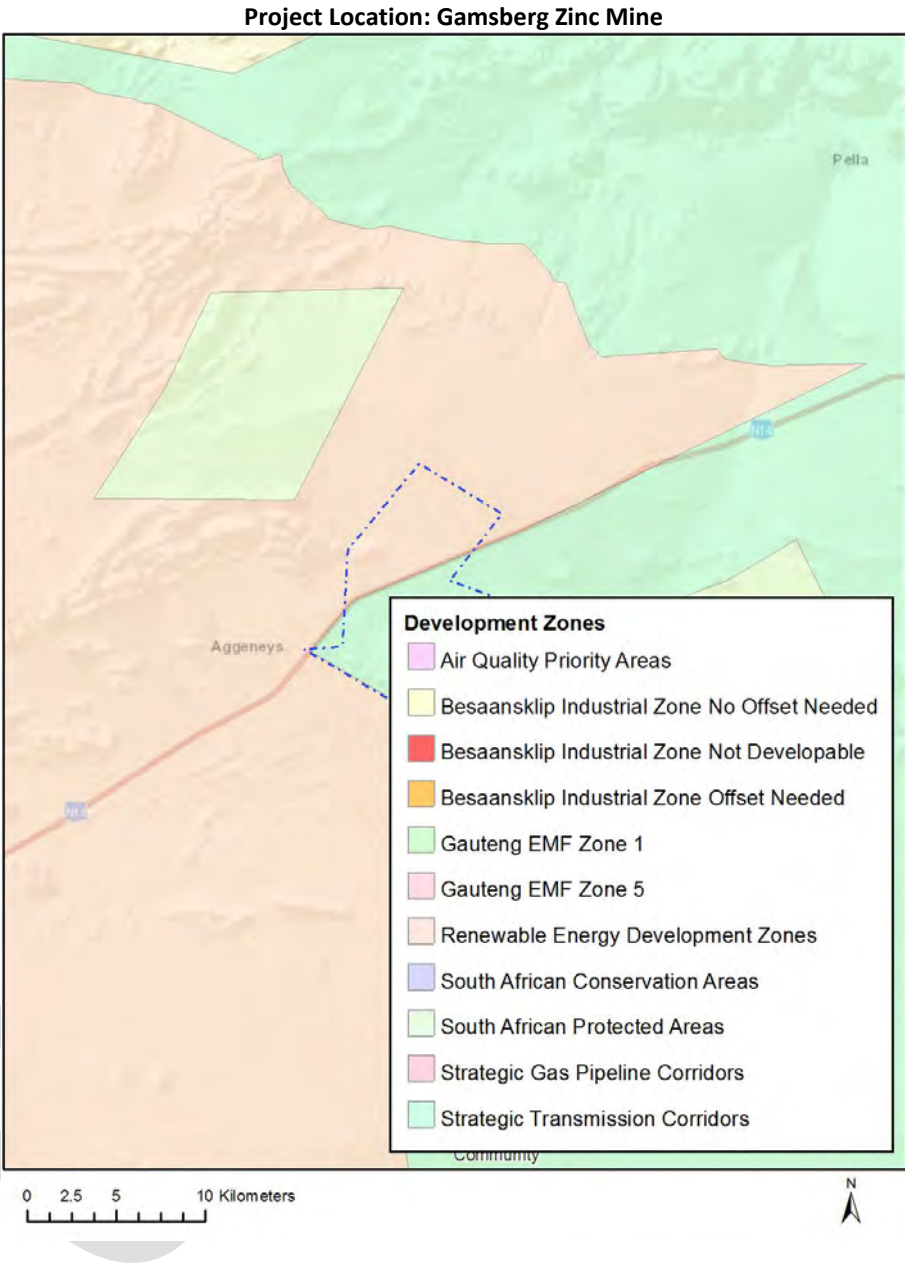 Project Location: Gamsberg Zinc Mine
Pella
N14
Aggeneys
N14
Development Zones
Air Quality Priority Areas
Besaansklip Industrial Zone No Offset Needed
Besaansklip Industrial Zone Not Developable
Besaansklip Industrial Zone Offset Needed
Gauteng EMF Zone 1
Gauteng EMF Zone 5
Renewable Energy Development Zones
South African Conservation Areas
South African Protected Areas
Strategic Gas Pipeline Corridors
Strategic Transmission Corridors
Community
0 2.5 5 10 Kilometers
N